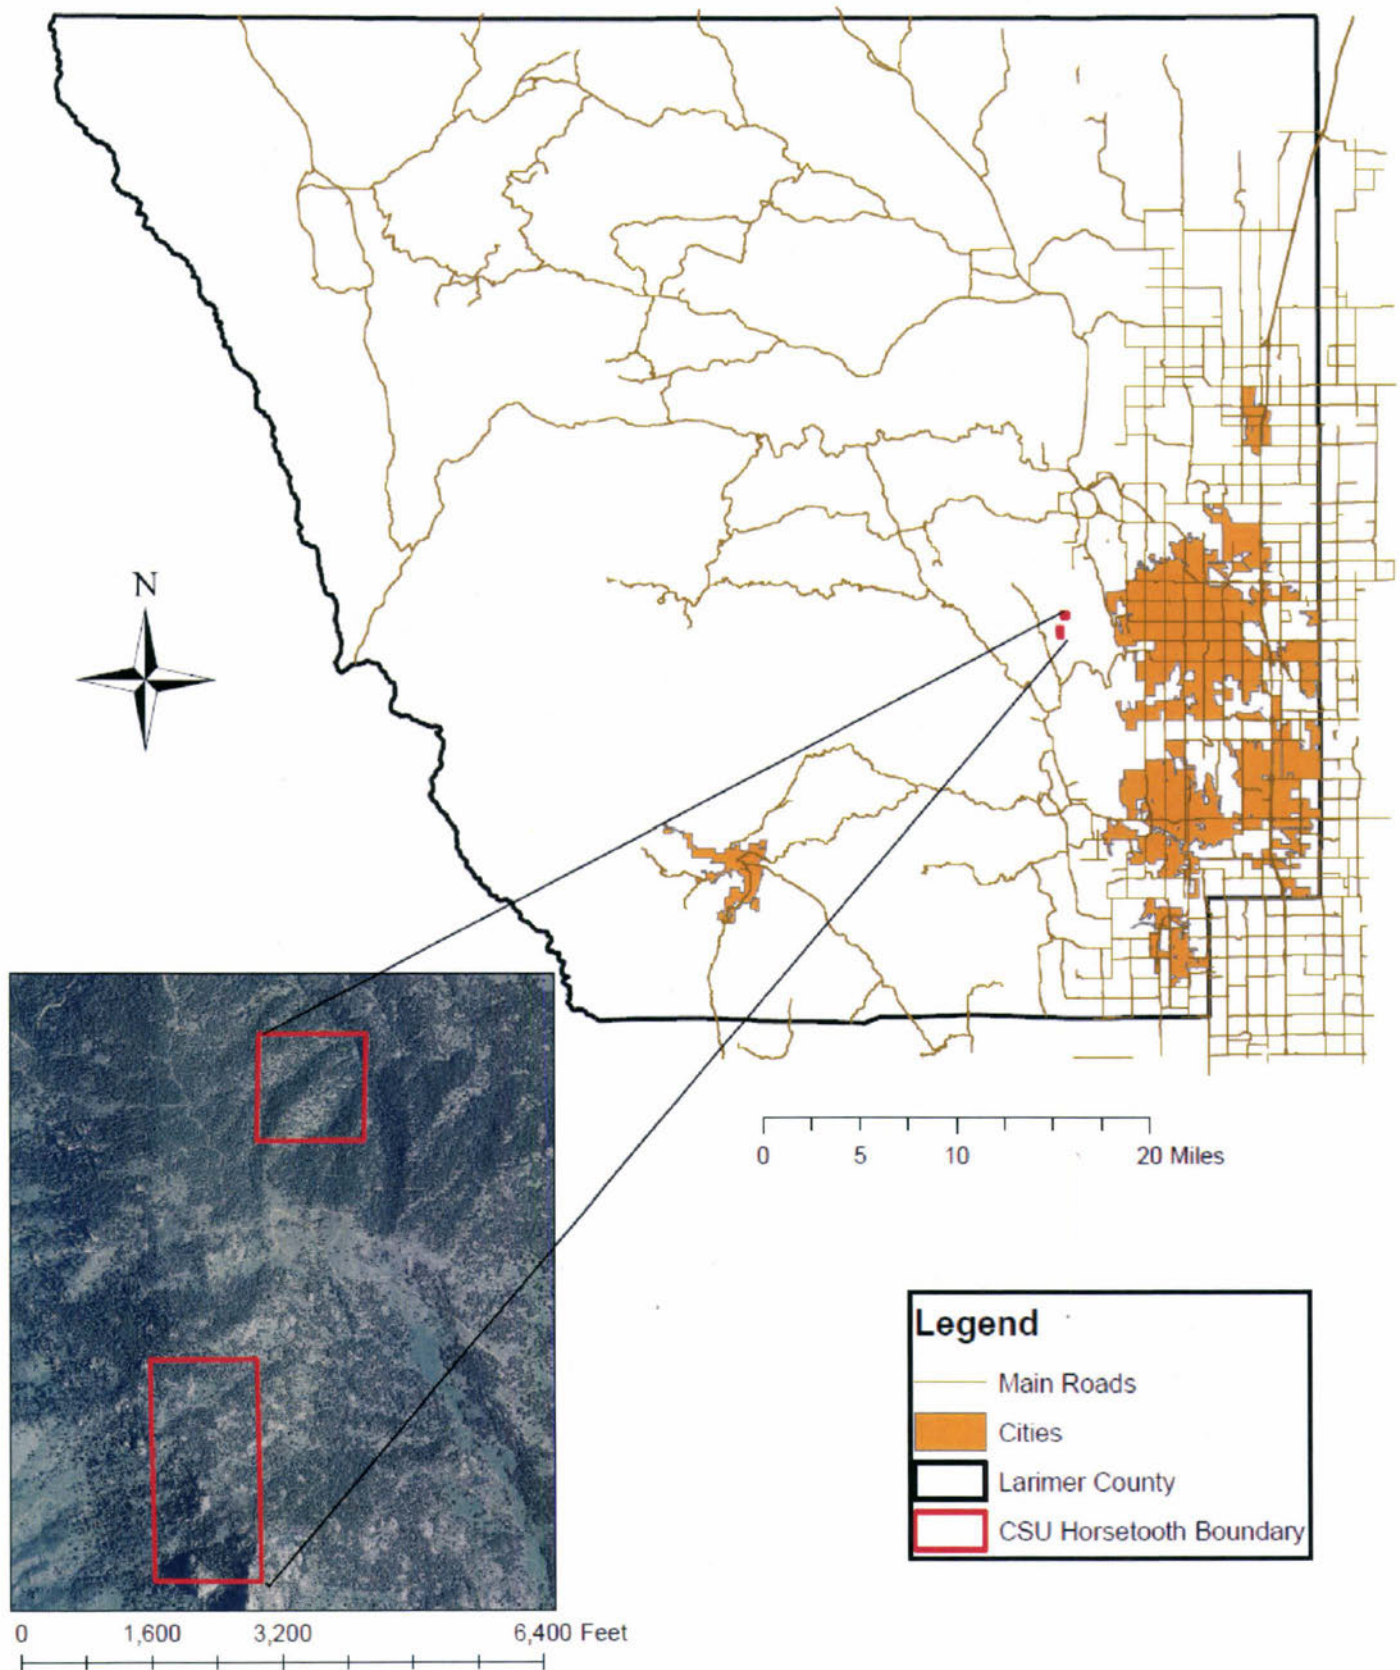 N
0 5 10 20 Miles
Legend
Main Roads
Cities
Larimer County
CSU Horsetooth Boundary
0 1,600 3,200 6,400 Feet